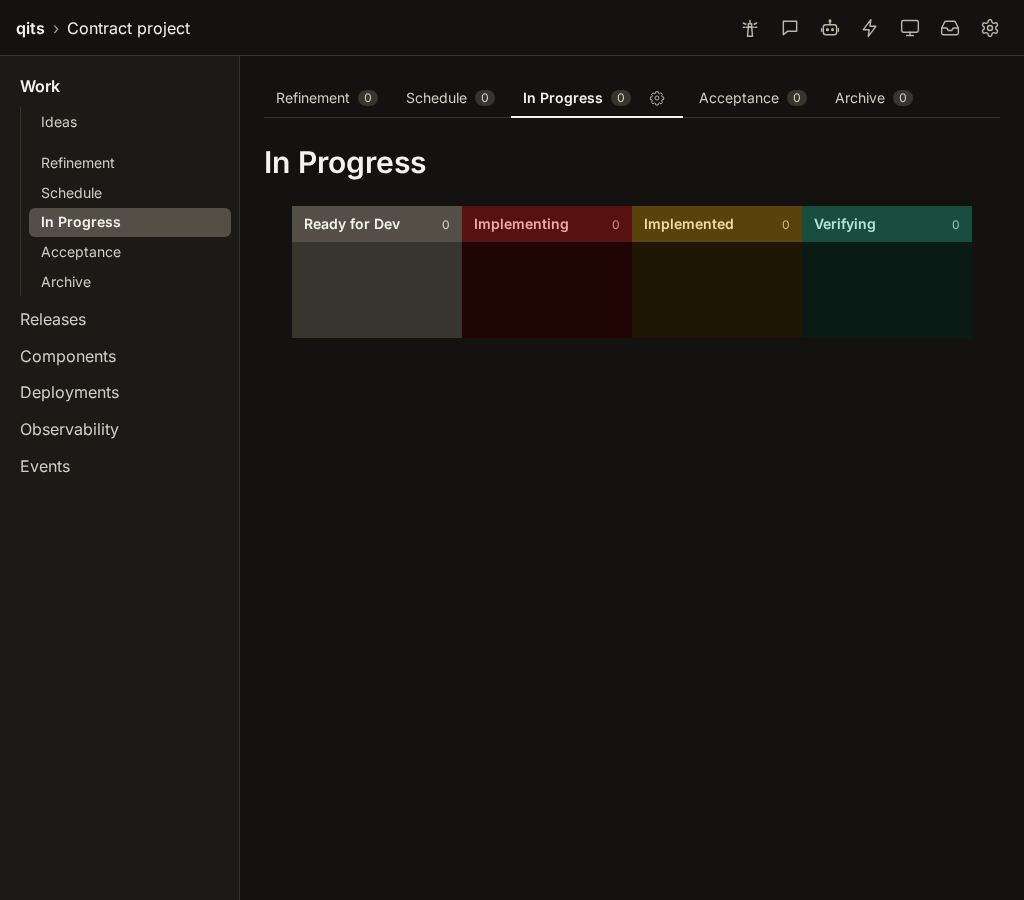 qits › Contract project
Work
Ideas
Refinement
Schedule
In Progress
Acceptance
Archive
Releases
Components
Deployments
Observability
Events
Refinement 0 Schedule 0 In Progress 0 Acceptance 0 Archive 0
In Progress
Ready for Dev 0 Implementing 0 Implemented 0 Verifying 0